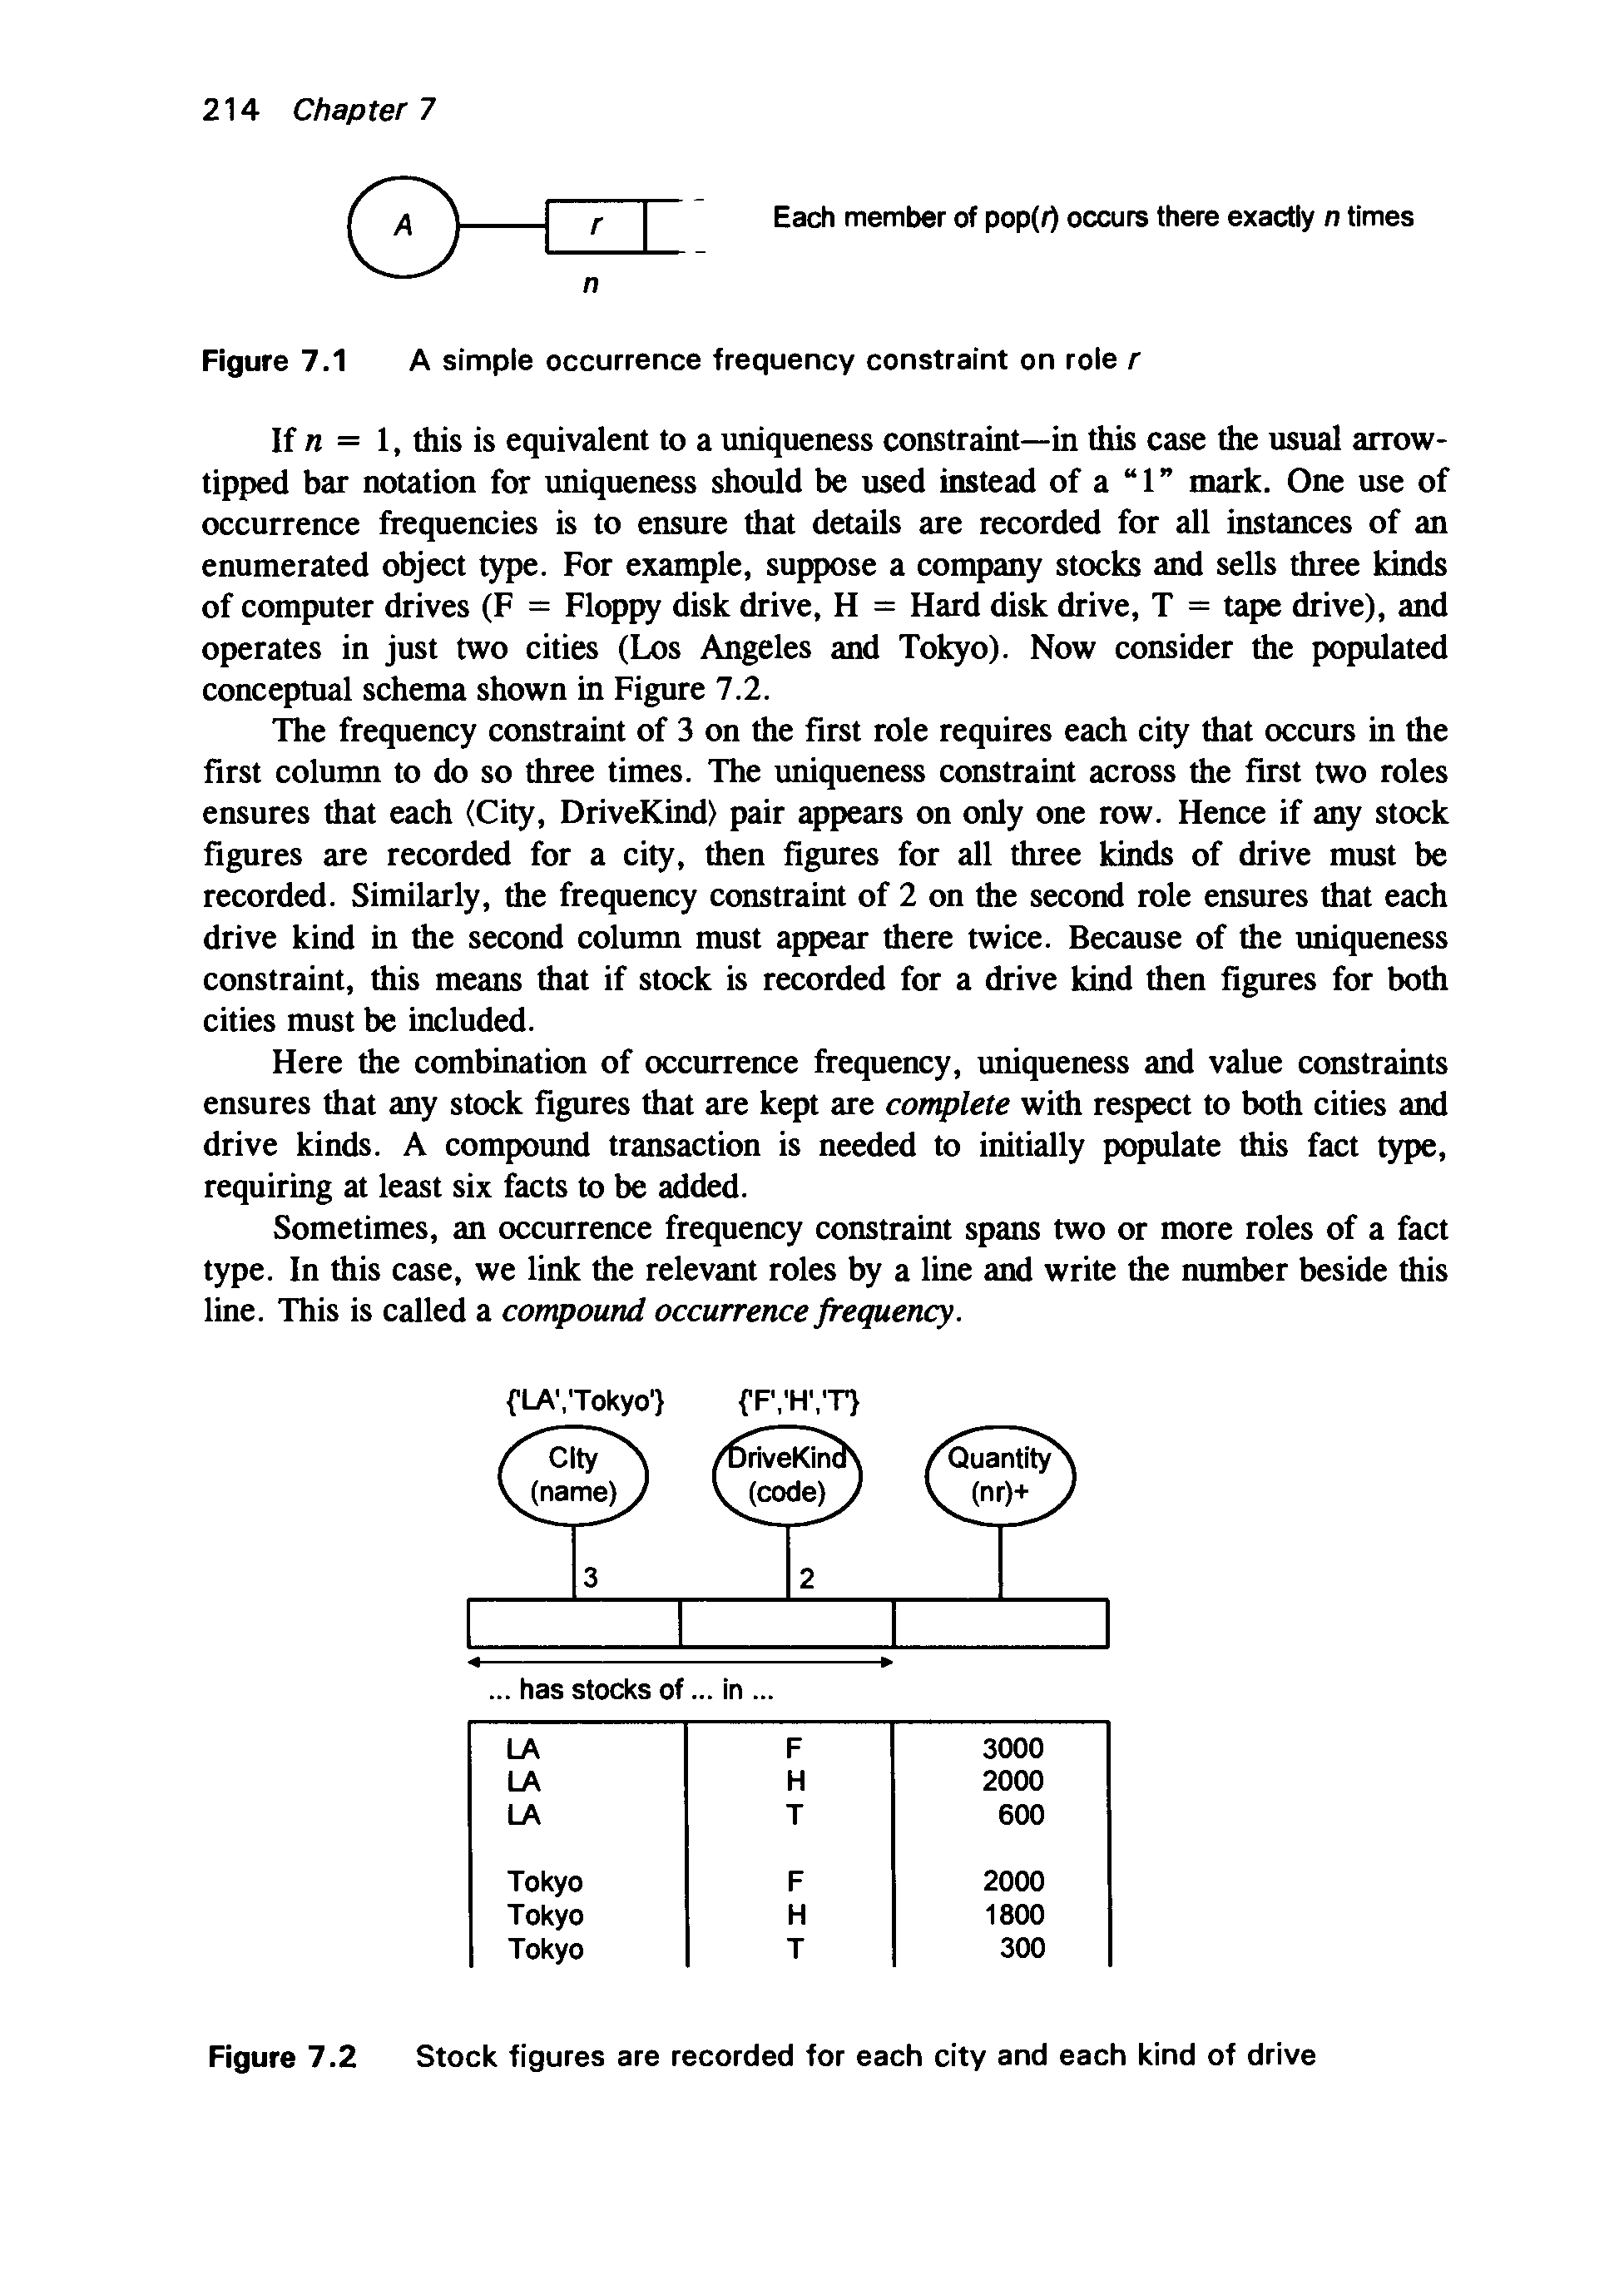 214 Chapter 7
A
r
n
Each member of pop(r) occurs there exactly n times
Figure 7.1 A simple occurrence frequency constraint on role r
If n = 1, this is equivalent to a uniqueness constraint—in this case the usual arrow-
tipped bar notation for uniqueness should be used instead of a “1” mark. One use of
occurrence frequencies is to ensure that details are recorded for all instances of an
enumerated object type. For example, suppose a company stocks and sells three kinds
of computer drives (F = Floppy disk drive, H = Hard disk drive, T = tape drive), and
operates in just two cities (Los Angeles and Tokyo). Now consider the populated
conceptual schema shown in Figure 7.2.
The frequency constraint of 3 on the first role requires each city that occurs in the
first column to do so three times. The uniqueness constraint across the first two roles
ensures that each ⟨City, DriveKind⟩ pair appears on only one row. Hence if any stock
figures are recorded for a city, then figures for all three kinds of drive must be
recorded. Similarly, the frequency constraint of 2 on the second role ensures that each
drive kind in the second column must appear there twice. Because of the uniqueness
constraint, this means that if stock is recorded for a drive kind then figures for both
cities must be included.
Here the combination of occurrence frequency, uniqueness and value constraints
ensures that any stock figures that are kept are complete with respect to both cities and
drive kinds. A compound transaction is needed to initially populate this fact type,
requiring at least six facts to be added.
Sometimes, an occurrence frequency constraint spans two or more roles of a fact
type. In this case, we link the relevant roles by a line and write the number beside this
line. This is called a compound occurrence frequency.
{'LA','Tokyo'} {'F','H','T'}
City DriveKind Quantity
(name) (code) (nr)+
3 2
... has stocks of ... in ...
LA F 3000
LA H 2000
LA T 600
Tokyo F 2000
Tokyo H 1800
Tokyo T 300
Figure 7.2 Stock figures are recorded for each city and each kind of drive